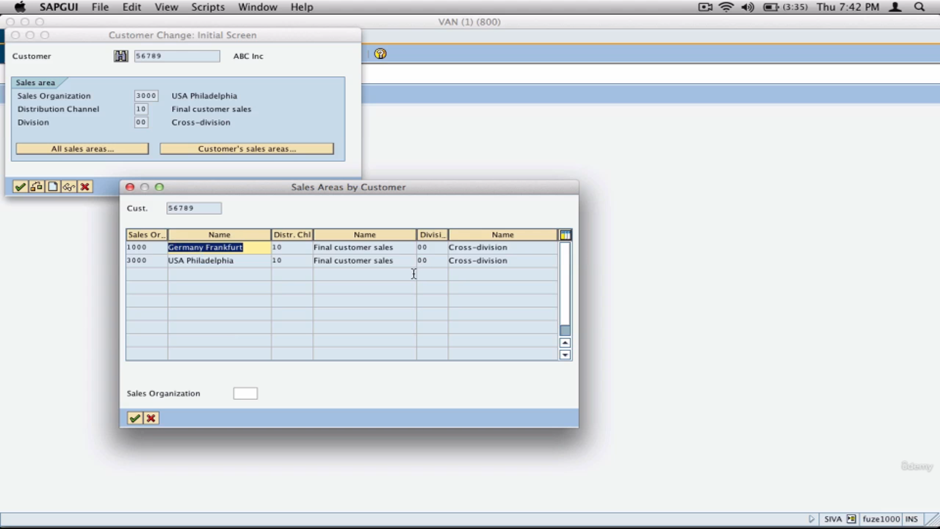 SAPGUI File Edit View Scripts Window Help (3:35) Thu 7:42 PM
VAN (1) (800)
Customer Change: Initial Screen
Customer 56789 ABC Inc
Sales area
Sales Organization 3000 USA Philadelphia
Distribution Channel 10 Final customer sales
Division 00 Cross-division
All sales areas... Customer's sales areas...
Sales Areas by Customer
Cust. 56789
Sales Or... Name Distr. Chl Name Divisi... Name
1000 Germany Frankfurt 10 Final customer sales 00 Cross-division
3000 USA Philadelphia 10 Final customer sales 00 Cross-division
Sales Organization
Udemy
SIVA fuze1000 INS